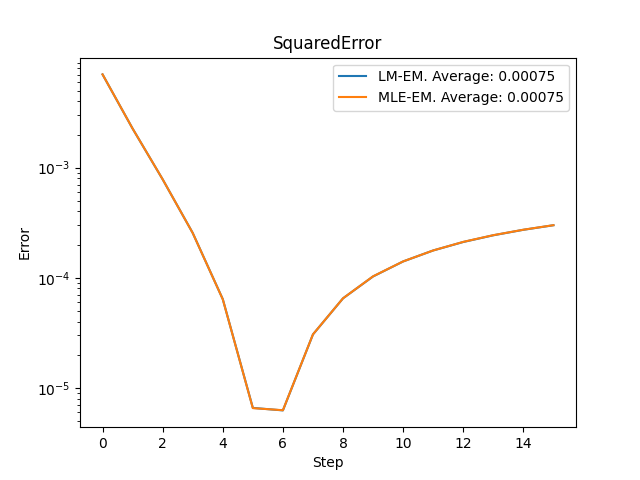 SquaredError
LM-EM. Average: 0.00075
MLE-EM. Average: 0.00075
10⁻³
10⁻⁴
10⁻⁵
Error
0 2 4 6 8 10 12 14
Step